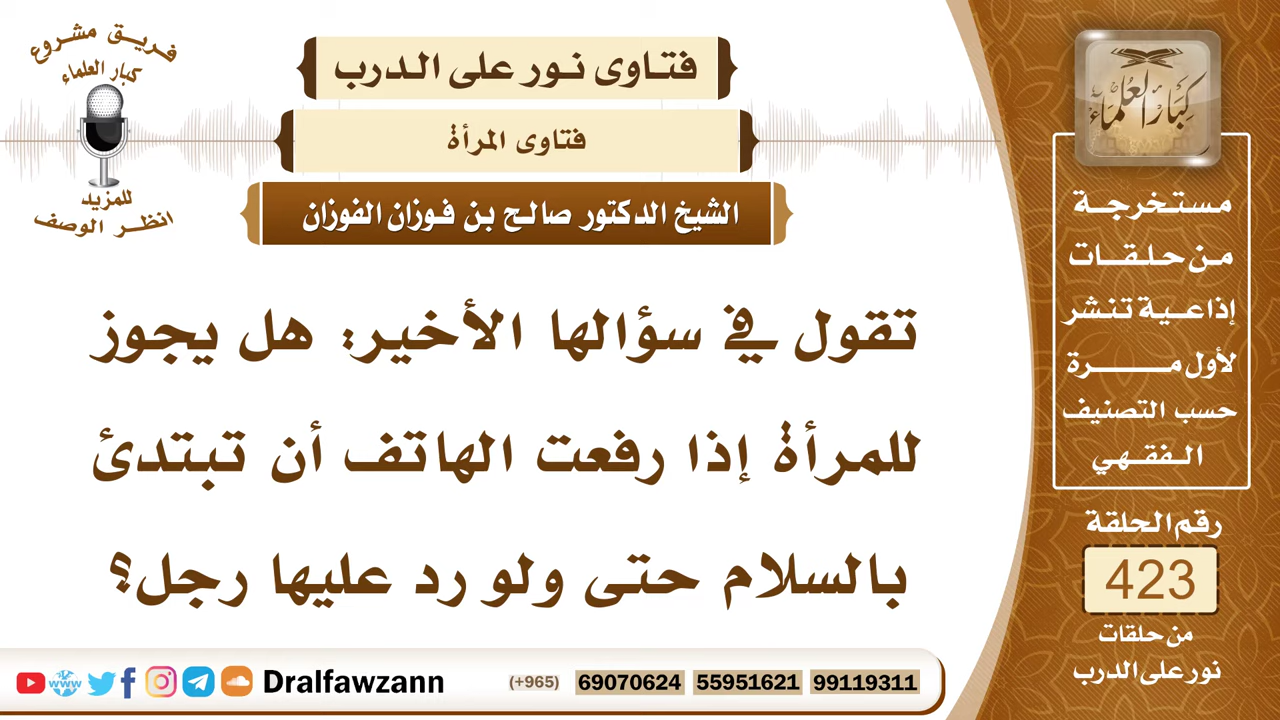 فريق مشروع
كبار العلماء
للمزيد
انظر الوصف
فتاوى نور على الدرب
فتاوى المرأة
الشيخ الدكتور صالح بن فوزان الفوزان
تقول في سؤالها الأخير: هل يجوز
للمرأة إذا رفعت الهاتف أن تبتدئ
بالسلام حتى ولو رد عليها رجل؟
كبار العلماء
مستخرجة
من حلقات
إذاعية تنشر
لأول مرة
حسب التصنيف
الفقهي
رقم الحلقة
423
من حلقات
نور على الدرب
www
Dralfawzann
(+965) 69070624 55951621 99119311